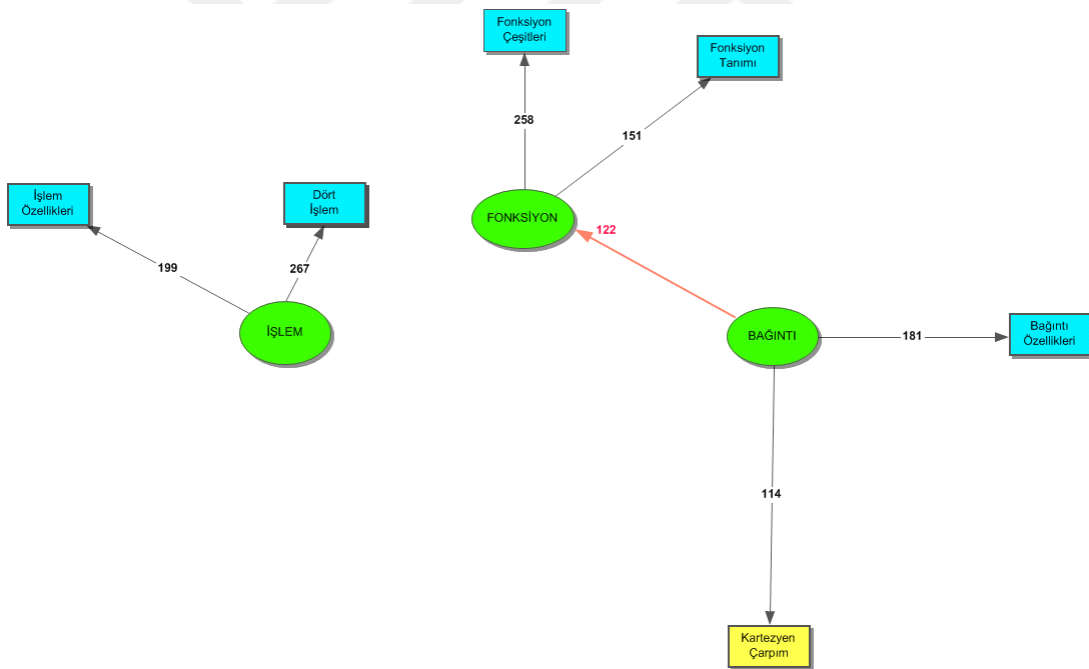 Fonksiyon
Çeşitleri
Fonksiyon
Tanımı
258
151
İşlem
Özellikleri
Dört
İşlem
FONKSİYON
122
199
267
İŞLEM
BAĞINTI
181
Bağıntı
Özellikleri
114
Kartezyen
Çarpım